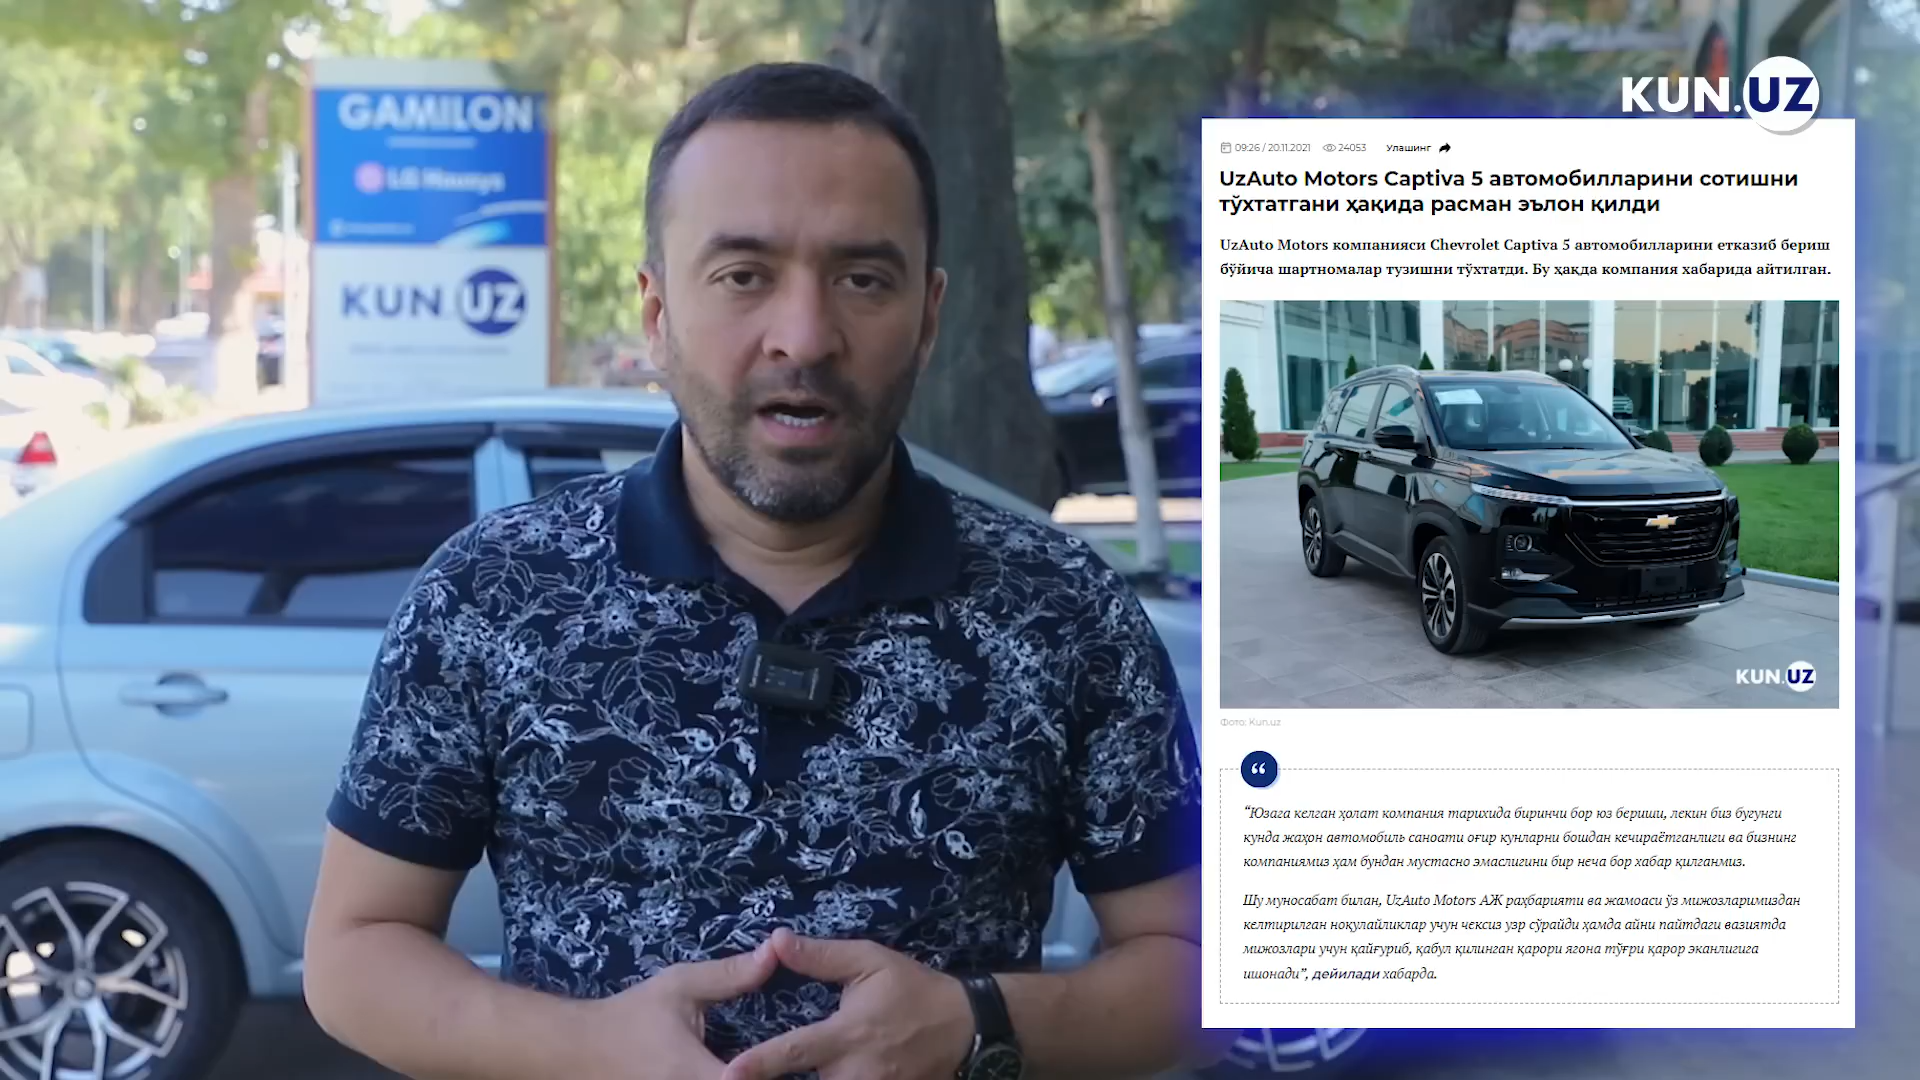 GAMILON
KUN.UZ
KUN.UZ
09:26 / 20.11.2021 24053 Улашинг
UzAuto Motors Captiva 5 автомобилларини сотишни
тўхтатгани ҳақида расман эълон қилди
UzAuto Motors компанияси Chevrolet Captiva 5 автомобилларини етказиб бериш
бўйича шартномалар тузишни тўхтатди. Бу ҳақда компания хабарида айтилган.
KUN.UZ
Фото: Kun.uz
“Юзага келган ҳолат компания тарихида биринчи бор юз бериши, лекин биз бугунги
кунда жаҳон автомобиль саноати оғир кунларни бошдан кечираётганлиги ва бизнинг
компаниямиз ҳам бундан мустасно эмаслигини бир неча бор хабар қилганмиз.
Шу муносабат билан, UzAuto Motors АЖ раҳбарияти ва жамоаси ўз мижозларимиздан
келтирилган ноқулайликлар учун чексиз узр сўрайди ҳамда айни пайтдаги вазиятда
мижозлари учун қайғуриб, қабул қилинган қарори ягона тўғри қарор эканлигига
ишонади”, дейилади хабарда.